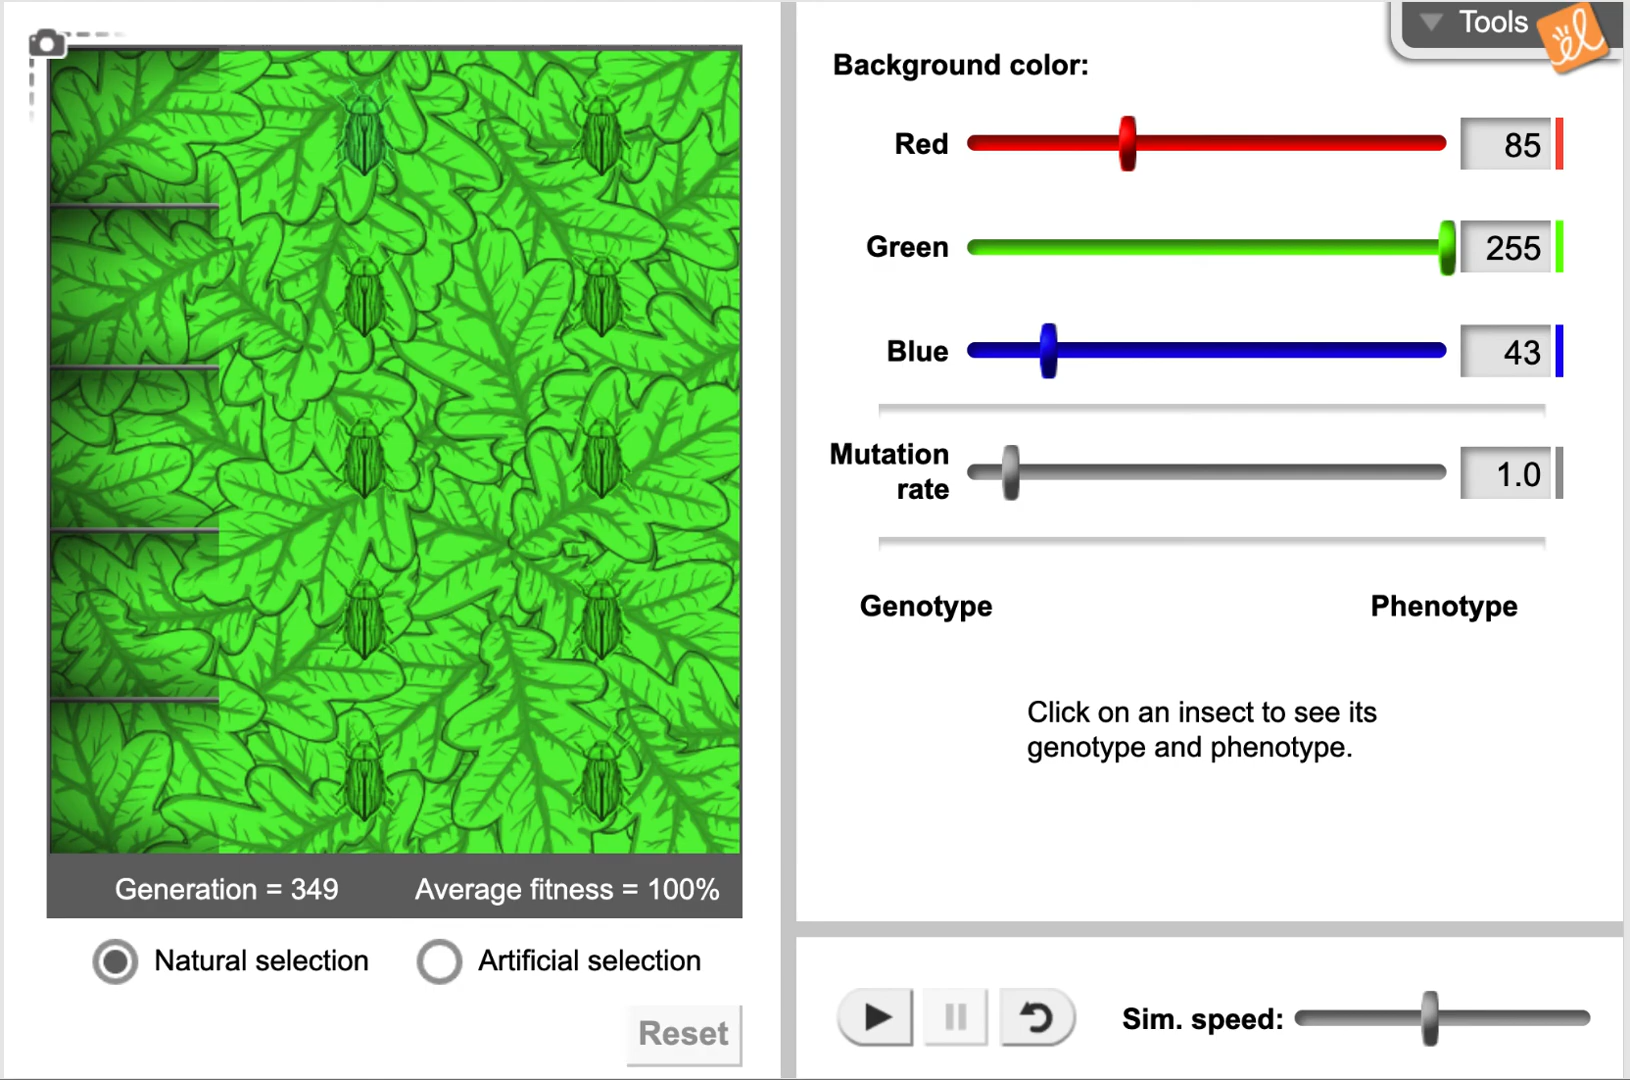 Tools
Background color:
Red
85
Green
255
Blue
43
Mutation
rate
1.0
Genotype
Phenotype
Click on an insect to see its
genotype and phenotype.
Generation = 349
Average fitness = 100%
Natural selection
Artificial selection
Reset
Sim. speed: